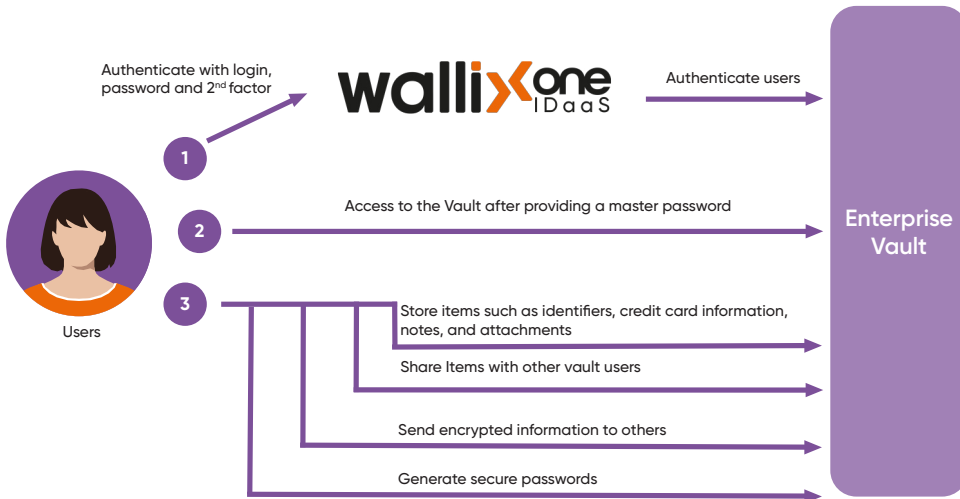 Authenticate with login,
password and 2nd factor
wallix one
IDaaS
Authenticate users
1
Access to the Vault after providing a master password
2
Enterprise
Vault
3
Users
Store items such as identifiers, credit card information,
notes, and attachments
Share Items with other vault users
Send encrypted information to others
Generate secure passwords